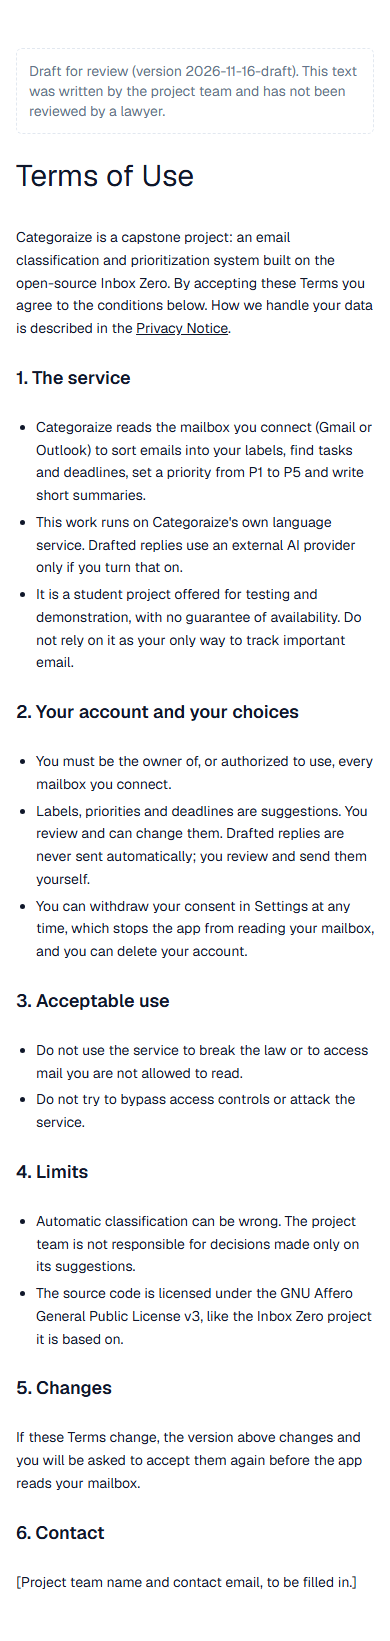 Draft for review (version 2026-11-16-draft). This text
was written by the project team and has not been
reviewed by a lawyer.
Terms of Use
Categoraize is a capstone project: an email
classification and prioritization system built on the
open-source Inbox Zero. By accepting these Terms you
agree to the conditions below. How we handle your data
is described in the Privacy Notice.
1. The service
• Categoraize reads the mailbox you connect (Gmail or
Outlook) to sort emails into your labels, find tasks
and deadlines, set a priority from P1 to P5 and write
short summaries.
• This work runs on Categoraize's own language
service. Drafted replies use an external AI provider
only if you turn that on.
• It is a student project offered for testing and
demonstration, with no guarantee of availability. Do
not rely on it as your only way to track important
email.
2. Your account and your choices
• You must be the owner of, or authorized to use, every
mailbox you connect.
• Labels, priorities and deadlines are suggestions. You
review and can change them. Drafted replies are
never sent automatically; you review and send them
yourself.
• You can withdraw your consent in Settings at any
time, which stops the app from reading your mailbox,
and you can delete your account.
3. Acceptable use
• Do not use the service to break the law or to access
mail you are not allowed to read.
• Do not try to bypass access controls or attack the
service.
4. Limits
• Automatic classification can be wrong. The project
team is not responsible for decisions made only on
its suggestions.
• The source code is licensed under the GNU Affero
General Public License v3, like the Inbox Zero project
it is based on.
5. Changes
If these Terms change, the version above changes and
you will be asked to accept them again before the app
reads your mailbox.
6. Contact
[Project team name and contact email, to be filled in.]